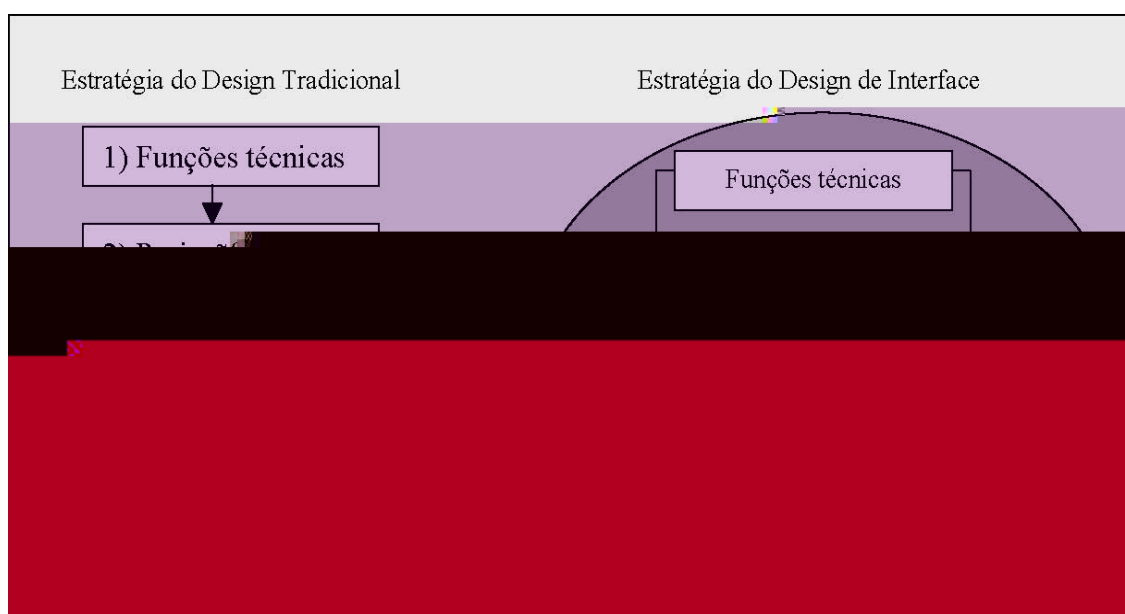 Estratégia do Design Tradicional
Estratégia do Design de Interface
1) Funções técnicas
Funções técnicas